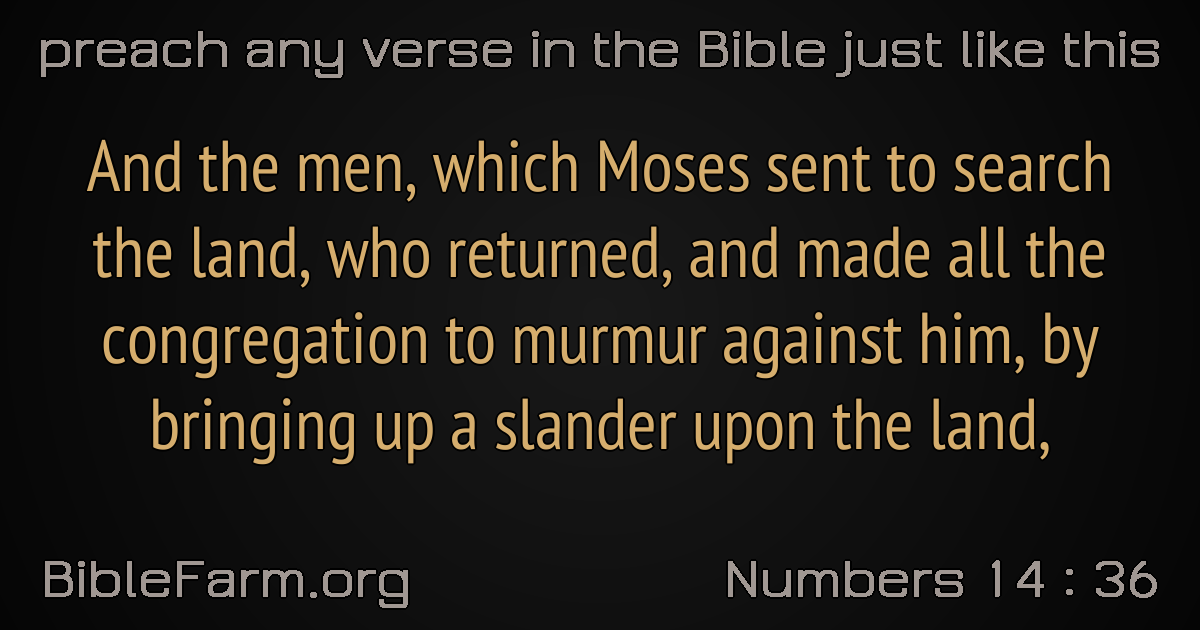 preach any verse in the Bible just like this
And the men, which Moses sent to search
the land, who returned, and made all the
congregation to murmur against him, by
bringing up a slander upon the land,
BibleFarm.org
Numbers 14 : 36